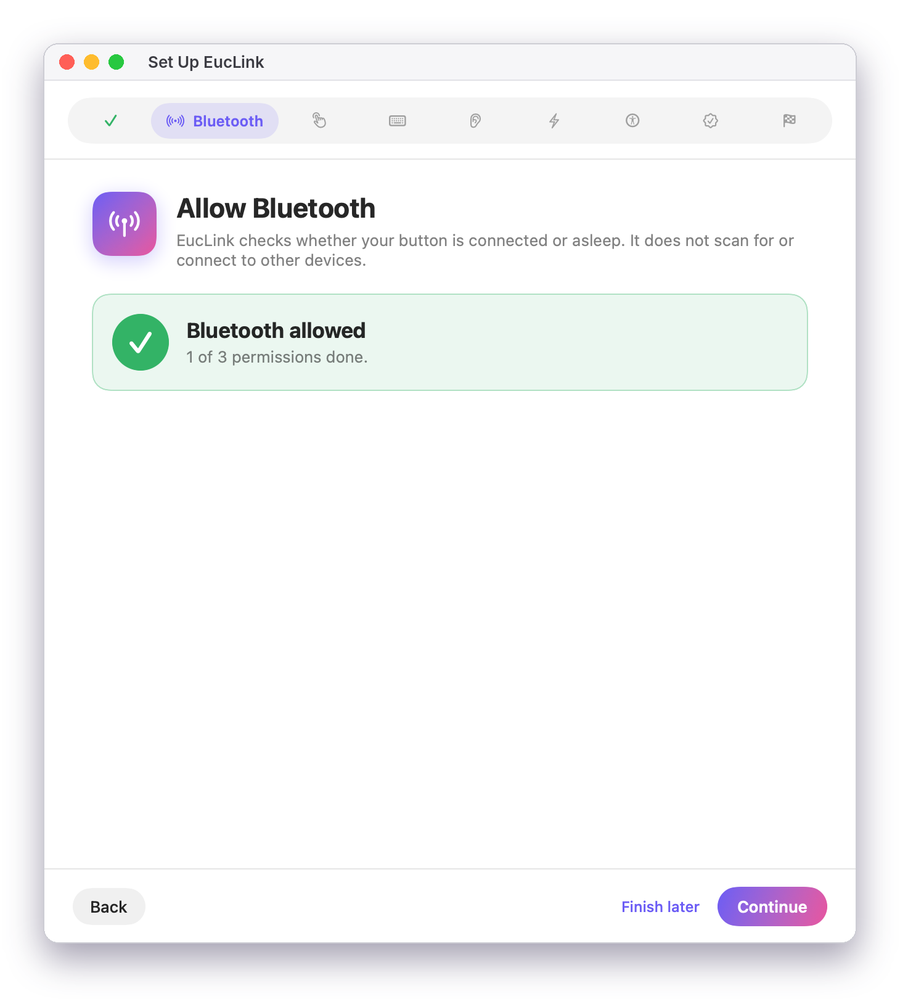 Set Up EucLink
Bluetooth
Allow Bluetooth
EucLink checks whether your button is connected or asleep. It does not scan for or
connect to other devices.
Bluetooth allowed
1 of 3 permissions done.
Back
Finish later
Continue